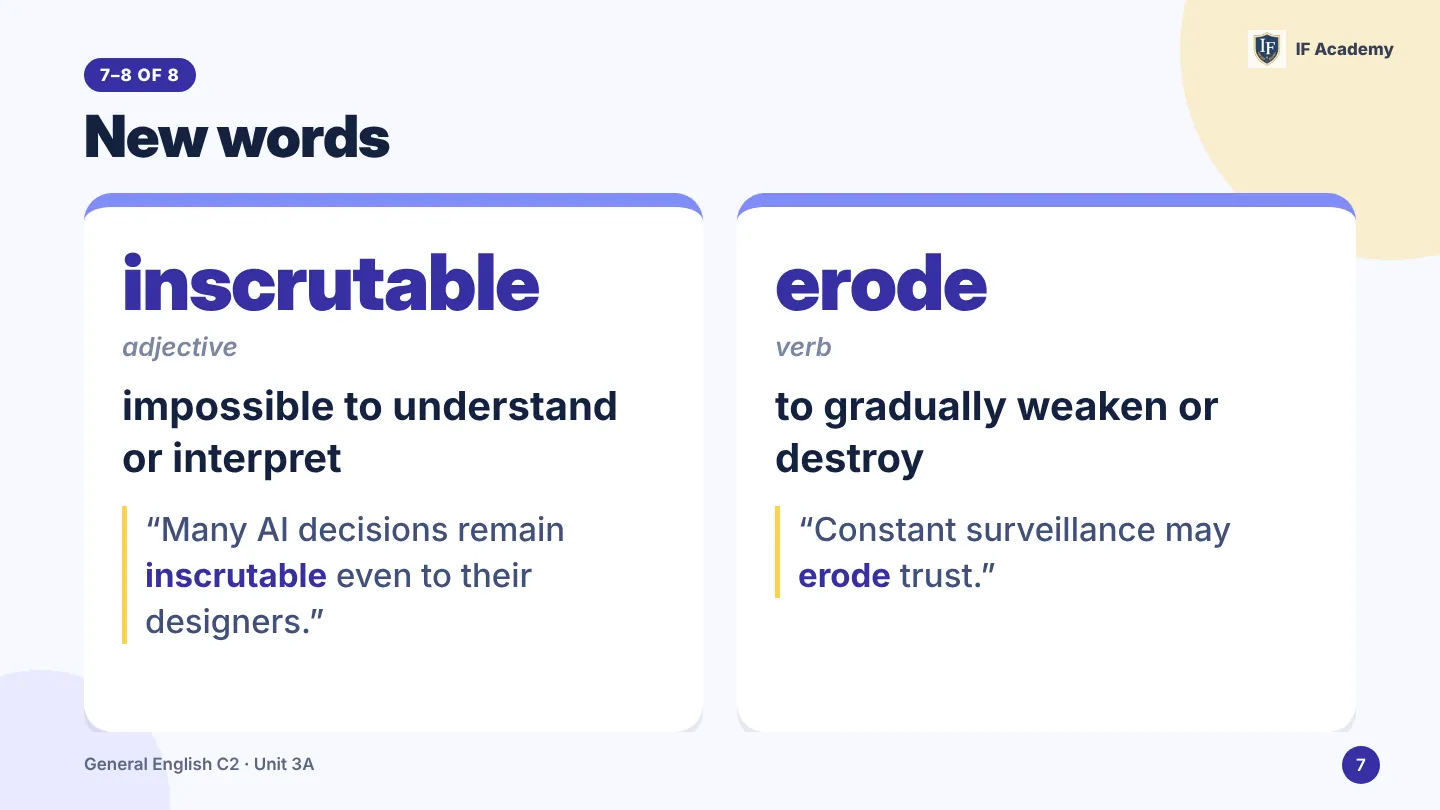 IF IF Academy
7–8 OF 8
New words
inscrutable
adjective
impossible to understand
or interpret
“Many AI decisions remain
inscrutable even to their
designers.”
erode
verb
to gradually weaken or
destroy
“Constant surveillance may
erode trust.”
General English C2 · Unit 3A
7